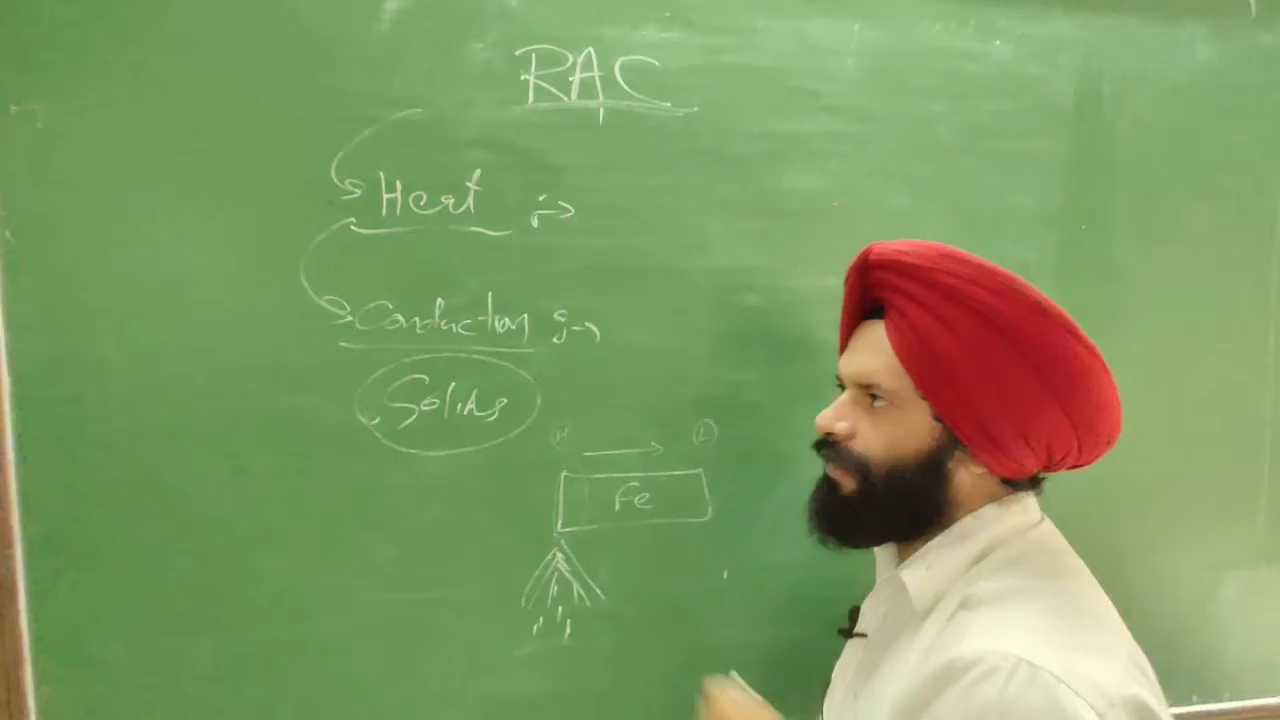 RAC
Heat :→
Conduction :→
Solids
H → L
Fe